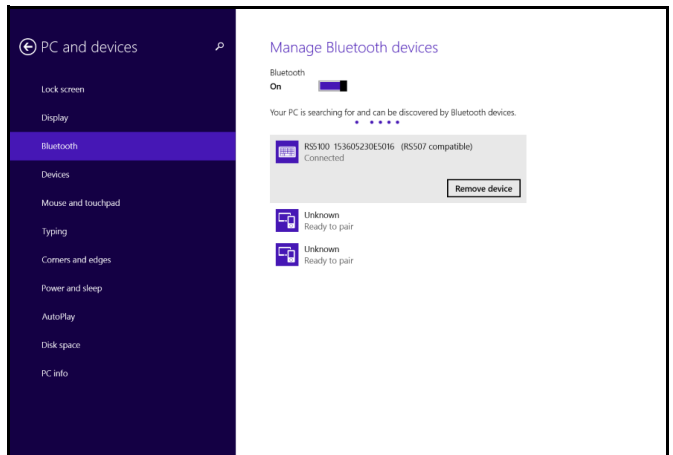 PC and devices
Lock screen
Display
Bluetooth
Devices
Mouse and touchpad
Typing
Corners and edges
Power and sleep
AutoPlay
Disk space
PC info
Manage Bluetooth devices
Bluetooth
On
Your PC is searching for and can be discovered by Bluetooth devices.
RS5100 153605230E5016 (RS507 compatible)
Connected
Remove device
Unknown
Ready to pair
Unknown
Ready to pair